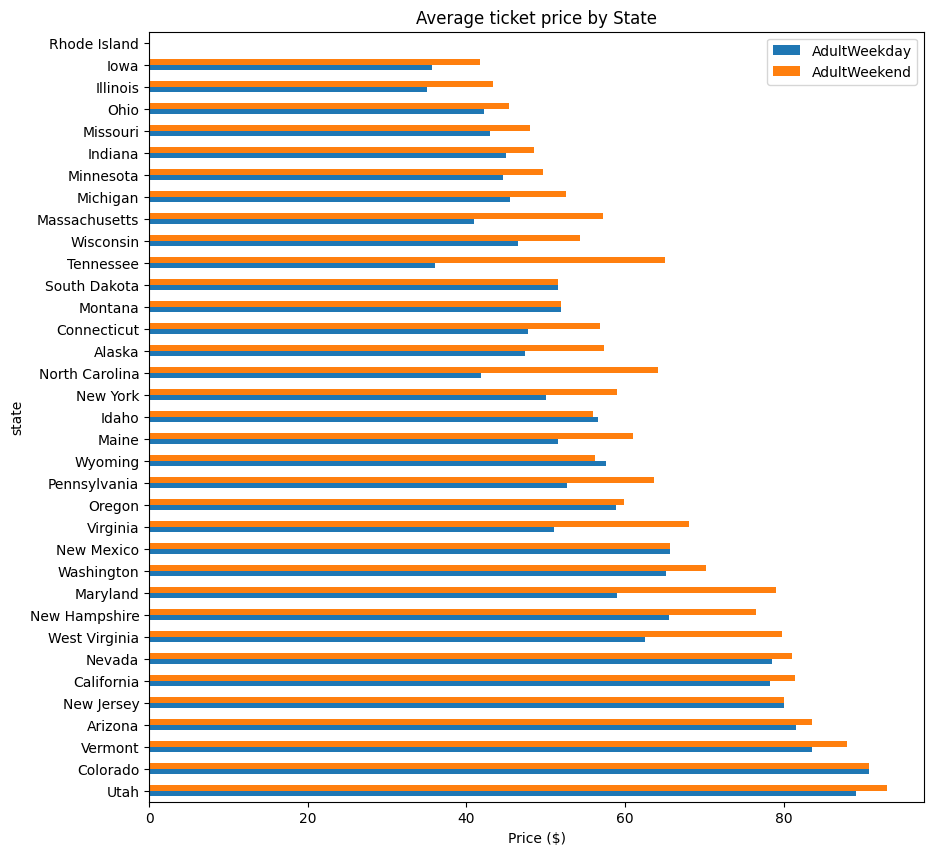 Average ticket price by State
AdultWeekday
AdultWeekend
state
Rhode Island
Iowa
Illinois
Ohio
Missouri
Indiana
Minnesota
Michigan
Massachusetts
Wisconsin
Tennessee
South Dakota
Montana
Connecticut
Alaska
North Carolina
New York
Idaho
Maine
Wyoming
Pennsylvania
Oregon
Virginia
New Mexico
Washington
Maryland
New Hampshire
West Virginia
Nevada
California
New Jersey
Arizona
Vermont
Colorado
Utah
0 20 40 60 80
Price ($)